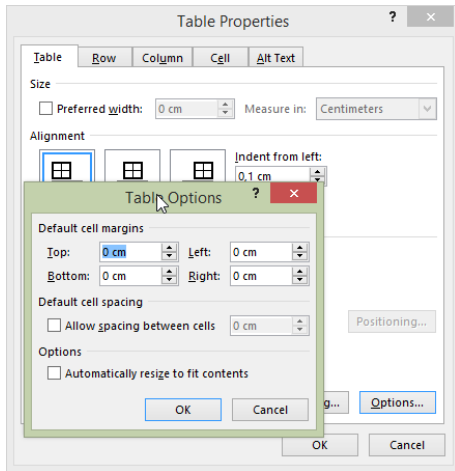 Table Properties ?
Table Row Column Cell Alt Text
Size
Preferred width: 0 cm Measure in: Centimeters
Alignment
Indent from left:
0,1 cm
Table Options ?
Default cell margins
Top: 0 cm Left: 0 cm
Bottom: 0 cm Right: 0 cm
Default cell spacing
Allow spacing between cells 0 cm
Positioning...
Options
Automatically resize to fit contents
OK Cancel
g... Options...
OK Cancel